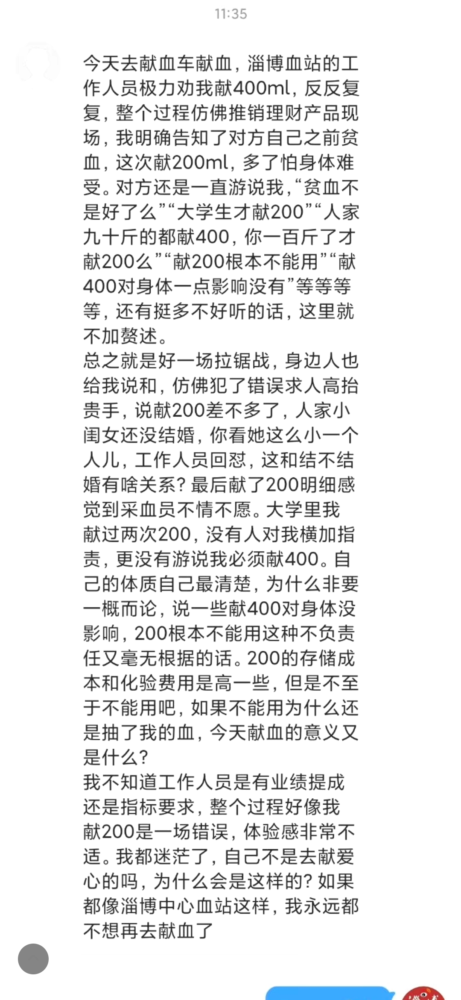 11:35
今天去献血车献血，淄博血站的工
作人员极力劝我献400ml，反反复
复，整个过程仿佛推销理财产品现
场，我明确告知了对方自己之前贫
血，这次献200ml，多了怕身体难
受。对方还是一直游说我，“贫血不
是好了么”“大学生才献200”“人家
九十斤的都献400，你一百斤了才
献200么”“献200根本不能用”“献
400对身体一点影响没有”等等等
等，还有挺多不好听的话，这里就
不加赘述。
总之就是好一场拉锯战，身边人也
给我说和，仿佛犯了错误求人高抬
贵手，说献200差不多了，人家小
闺女还没结婚，你看她这么小一个
人儿，工作人员回怼，这和结不结
婚有啥关系？最后献了200明细感
觉到采血员不情不愿。大学里我
献过两次200，没有人对我横加指
责，更没有游说我必须献400。自
己的体质自己最清楚，为什么非要
一概而论，说一些献400对身体没
影响，200根本不能用这种不负责
任又毫无根据的话。200的存储成
本和化验费用是高一些，但是不至
于不能用吧，如果不能用为什么还
是抽了我的血，今天献血的意义又
是什么？
我不知道工作人员是有业绩提成
还是指标要求，整个过程好像我
献200是一场错误，体验感非常不
适。我都迷茫了，自己不是去献爱
心的吗，为什么会是这样的？如果
都像淄博中心血站这样，我永远都
不想再去献血了